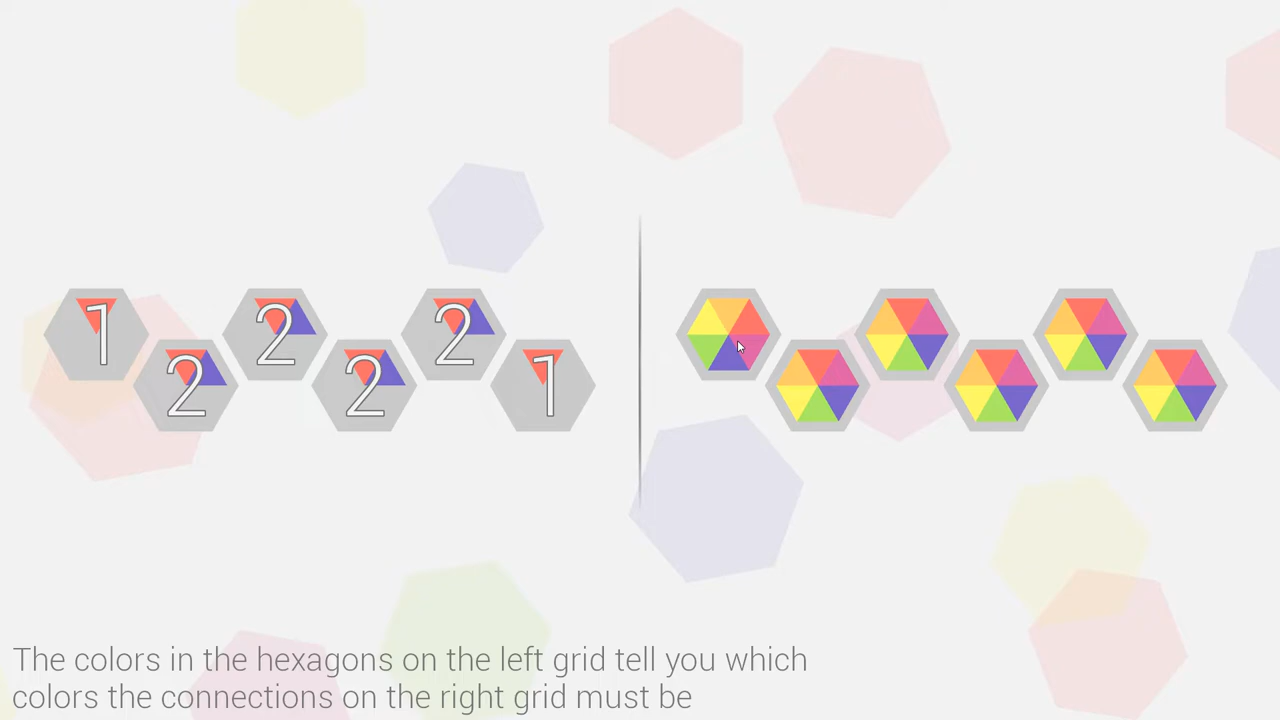 1 2 2
2 2 1
The colors in the hexagons on the left grid tell you which
colors the connections on the right grid must be